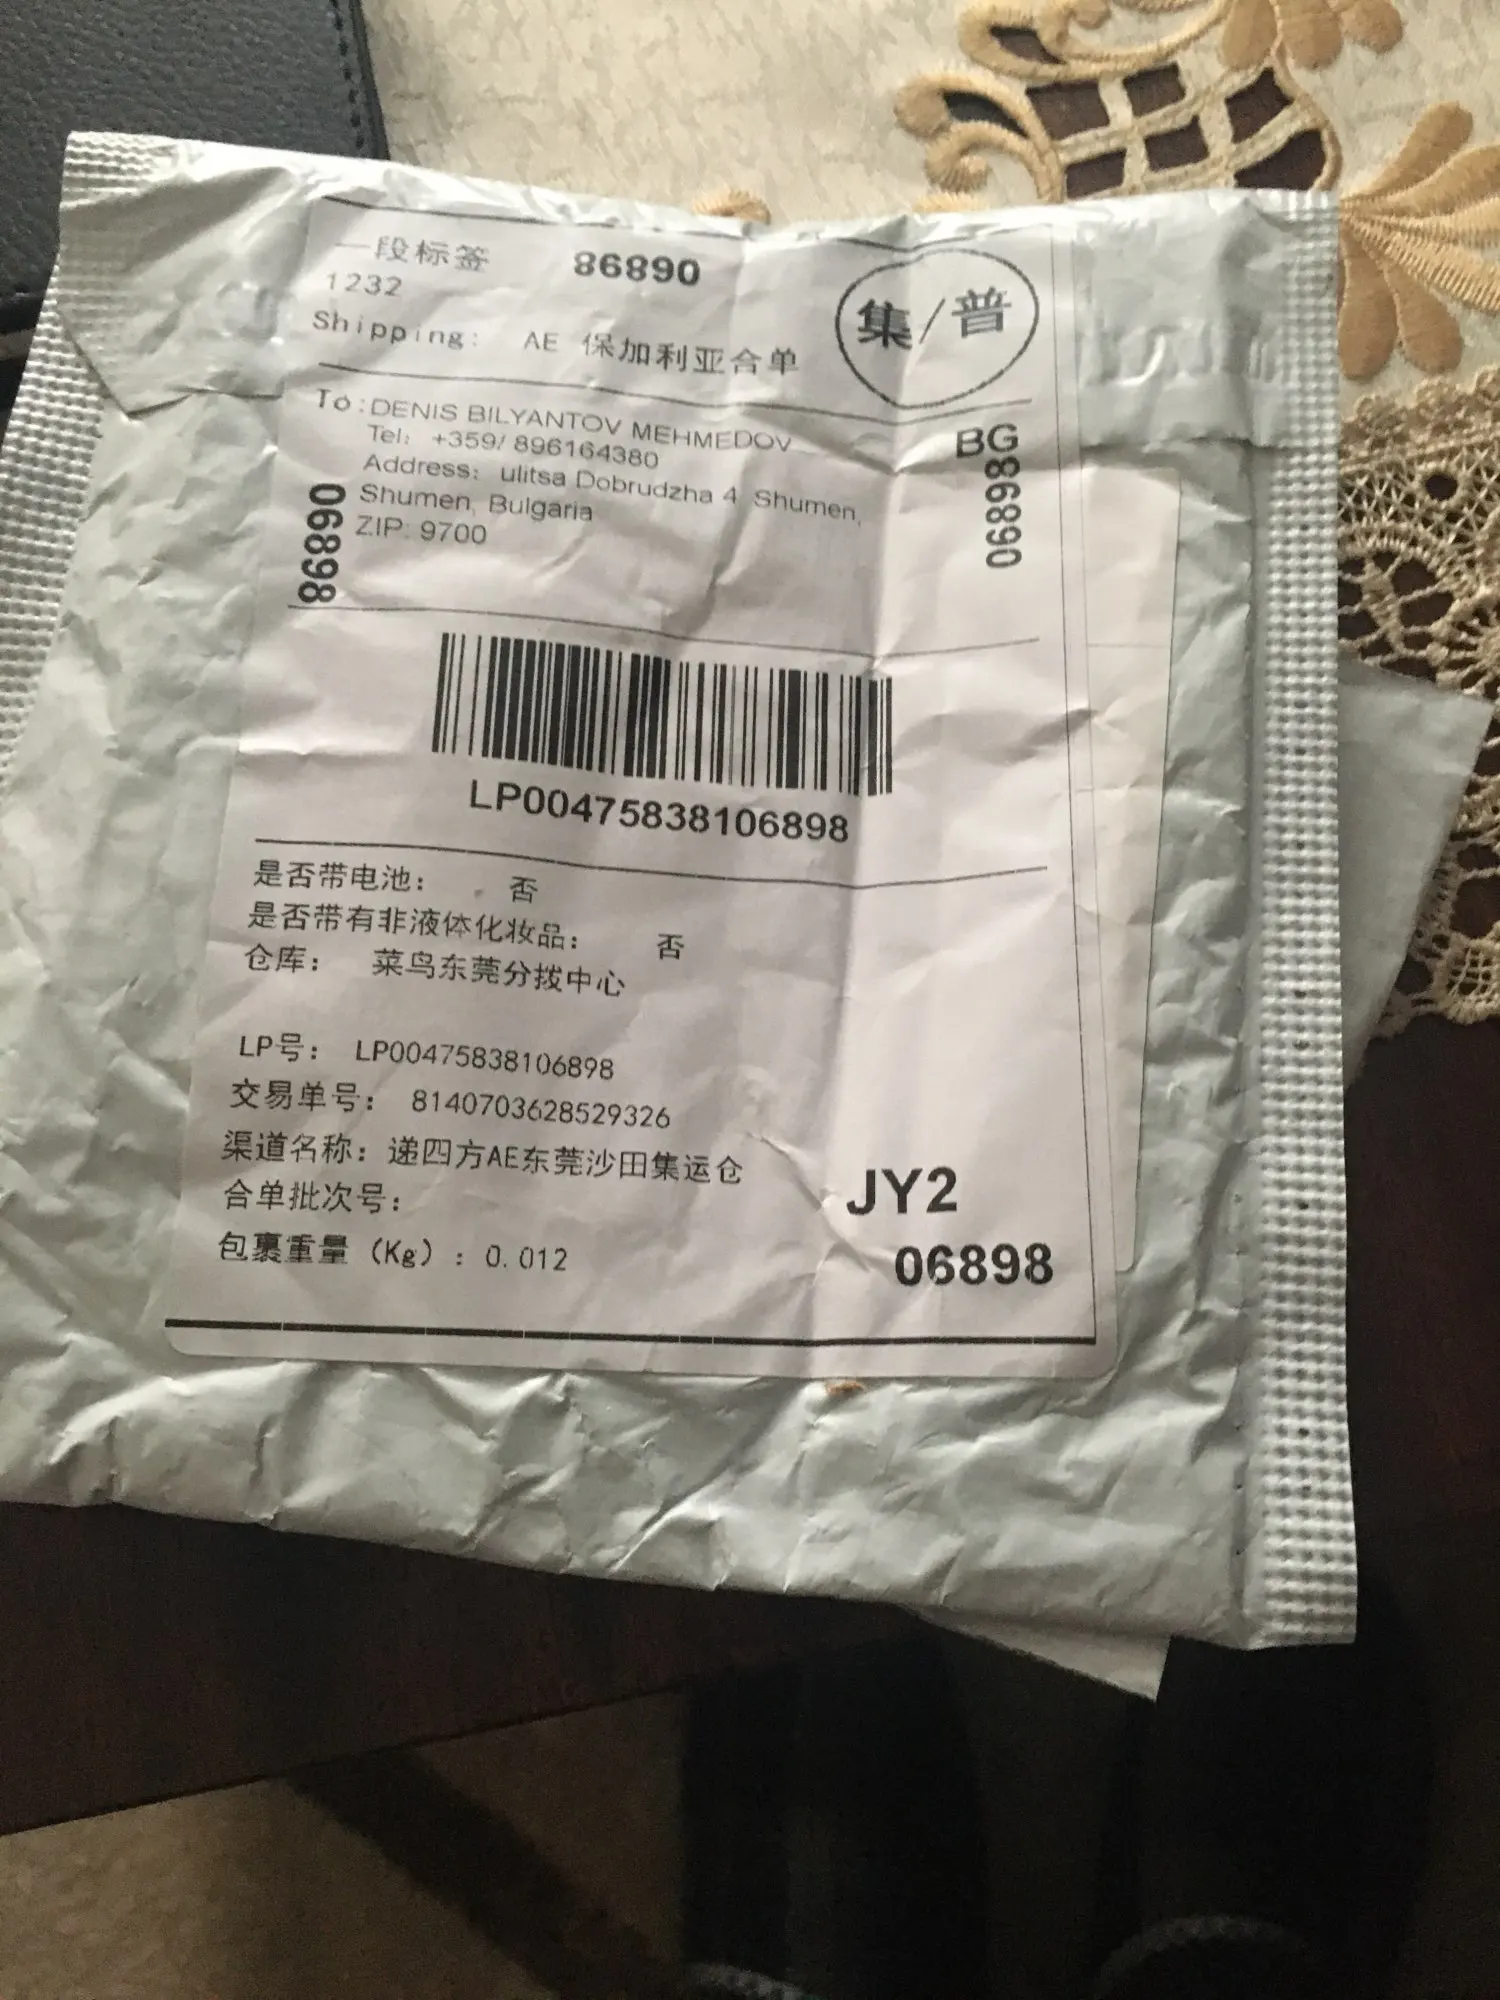 一段标签 06898
1232
集/普
Shipping: AE 保加利亚合单
To:DENIS BILYANTOV MEHMEDOV
Tel: +359/ 896164380
Address: ulitsa Dobrudzha 4 Shumen,
Shumen, Bulgaria
ZIP: 9700
BG
06898
06898
LP00475838106898
是否带电池: 否
是否带有非液体化妆品: 否
仓库: 菜鸟东莞分拨中心
LP号: LP00475838106898
交易单号: 8140703628529326
渠道名称: 递四方AE东莞沙田集运仓
合单批次号:
包裹重量 (Kg) : 0.012
JY2
06898